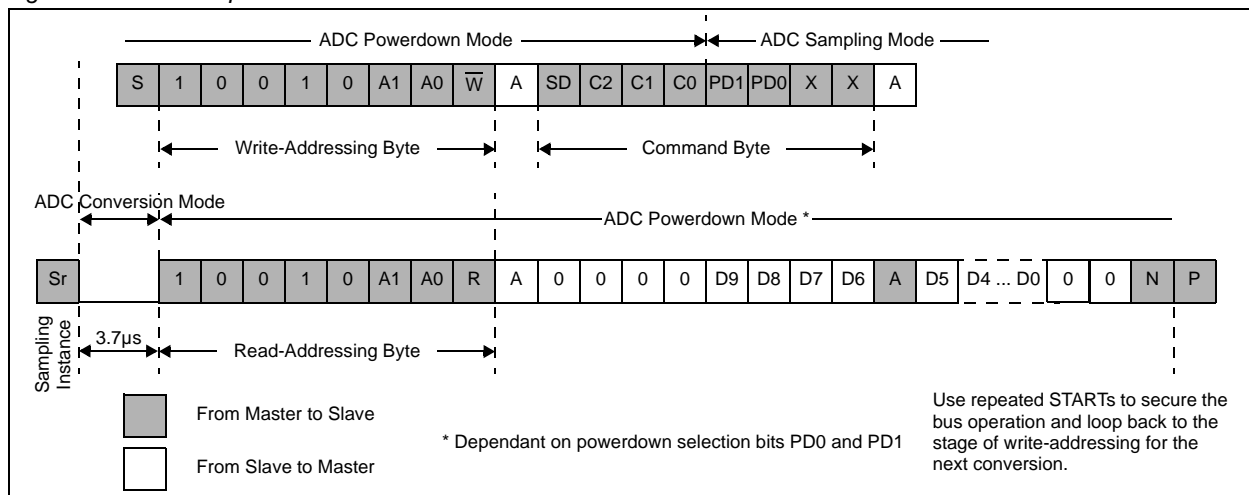 ADC Powerdown Mode ADC Sampling Mode
S 1 0 0 1 0 A1 A0 W̅ A SD C2 C1 C0 PD1 PD0 X X A
Write-Addressing Byte Command Byte
ADC Conversion Mode
ADC Powerdown Mode *
Sr 1 0 0 1 0 A1 A0 R A 0 0 0 0 D9 D8 D7 D6 A D5 D4 ... D0 0 0 N P
Sampling
Instance
3.7µs
Read-Addressing Byte
From Master to Slave
From Slave to Master
* Dependant on powerdown selection bits PD0 and PD1
Use repeated STARTs to secure the
bus operation and loop back to the
stage of write-addressing for the
next conversion.